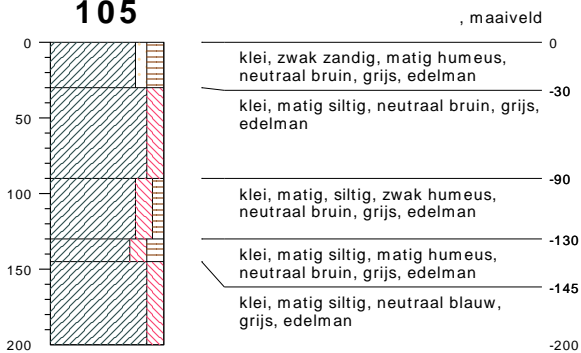 105
, maaiveld
0
0
klei, zwak zandig, matig humeus,
neutraal bruin, grijs, edelman
-30
klei, matig siltig, neutraal bruin, grijs,
edelman
50
-90
100
klei, matig, siltig, zwak humeus,
neutraal bruin, grijs, edelman
-130
klei, matig siltig, matig humeus,
neutraal bruin, grijs, edelman
150
-145
klei, matig siltig, neutraal blauw,
grijs, edelman
200
-200